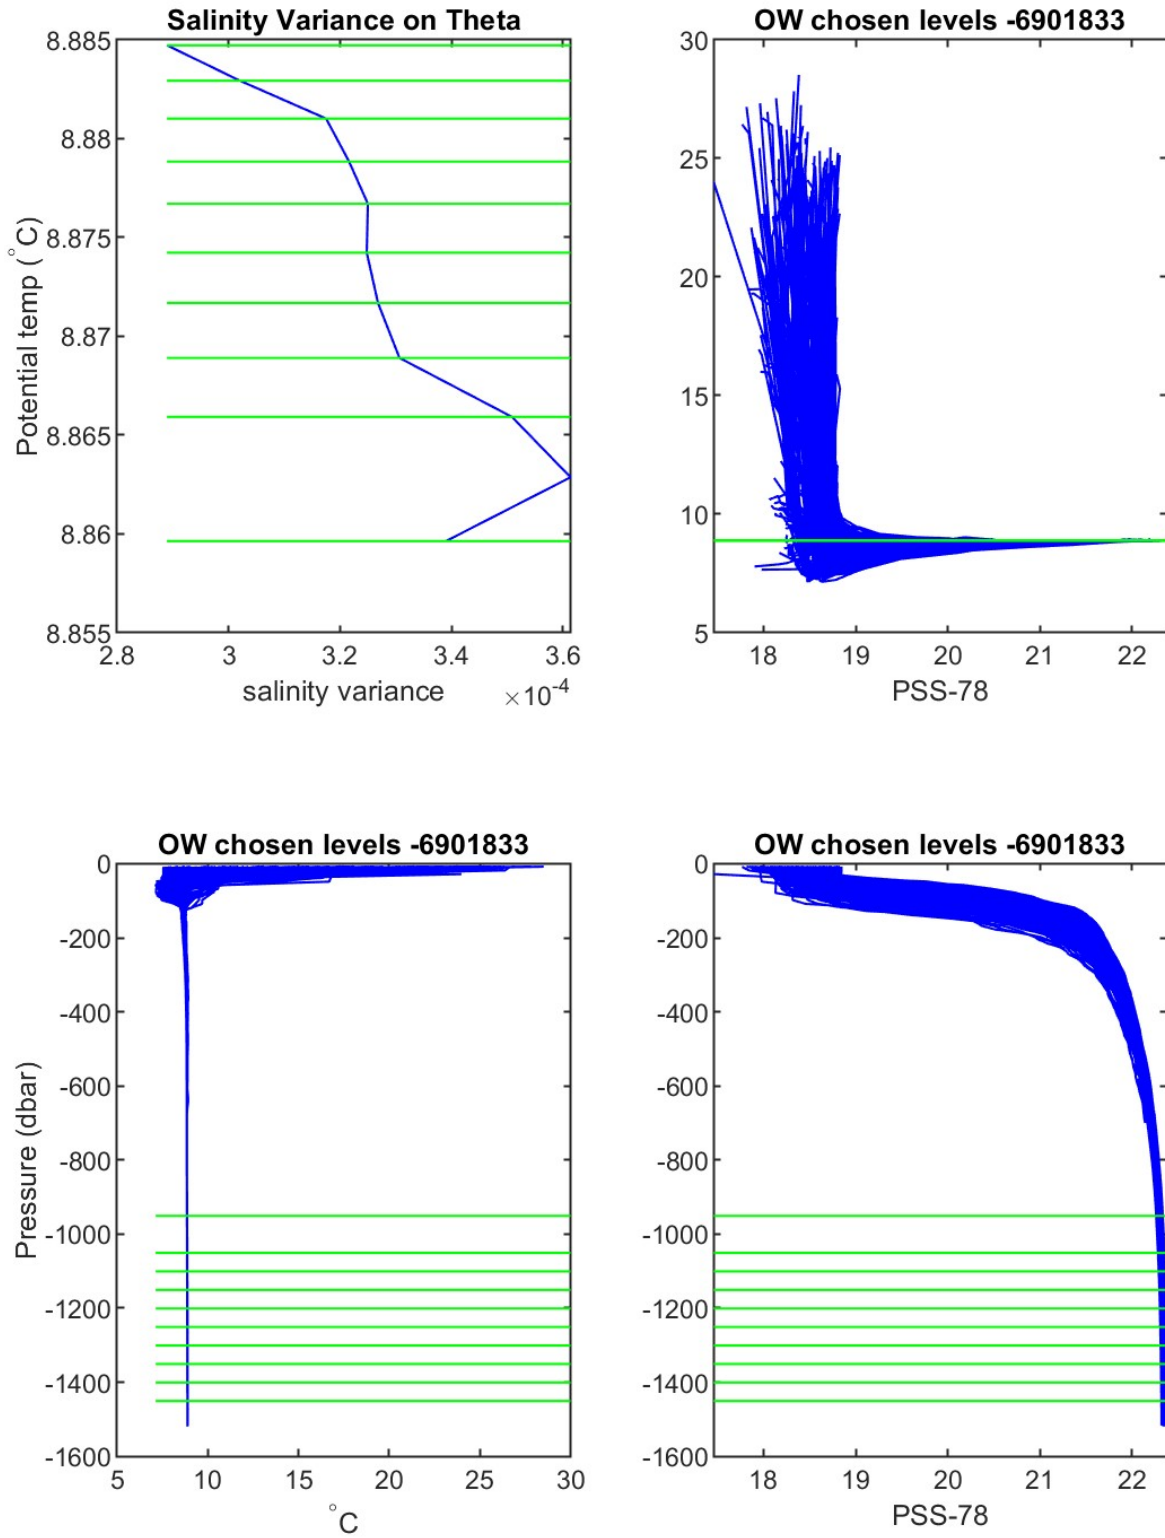 Salinity Variance on Theta
8.885
8.88
8.875
8.87
8.865
8.86
8.855
Potential temp (°C)
2.8 3 3.2 3.4 3.6
salinity variance ×10-4
OW chosen levels -6901833
30
25
20
15
10
5
18 19 20 21 22
PSS-78
OW chosen levels -6901833
0
-200
-400
-600
-800
-1000
-1200
-1400
-1600
Pressure (dbar)
5 10 15 20 25 30
°C
OW chosen levels -6901833
0
-200
-400
-600
-800
-1000
-1200
-1400
-1600
18 19 20 21 22
PSS-78